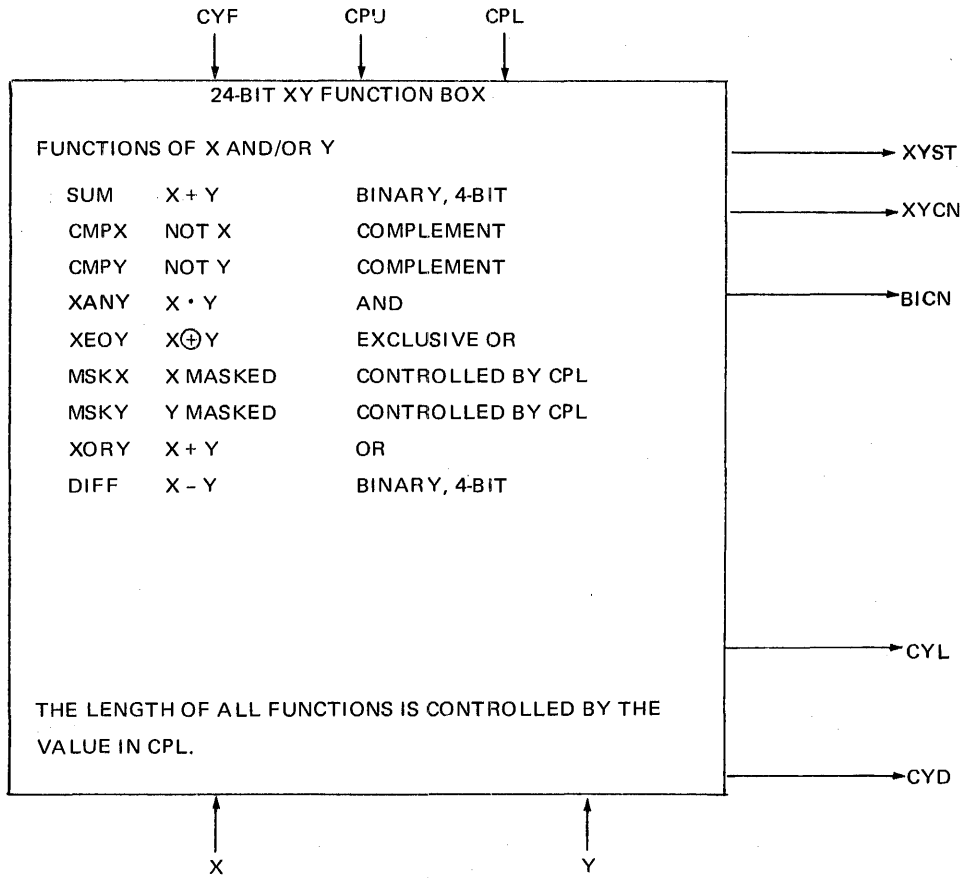 CYF CPU CPL
24-BIT XY FUNCTION BOX
FUNCTIONS OF X AND/OR Y
XYST
SUM X + Y BINARY, 4-BIT
XYCN
CMPX NOT X COMPLEMENT
CMPY NOT Y COMPLEMENT
XANY X • Y AND
BICN
XEOY X⊕Y EXCLUSIVE OR
MSKX X MASKED CONTROLLED BY CPL
MSKY Y MASKED CONTROLLED BY CPL
XORY X + Y OR
DIFF X – Y BINARY, 4-BIT
CYL
THE LENGTH OF ALL FUNCTIONS IS CONTROLLED BY THE
VALUE IN CPL.
CYD
X Y